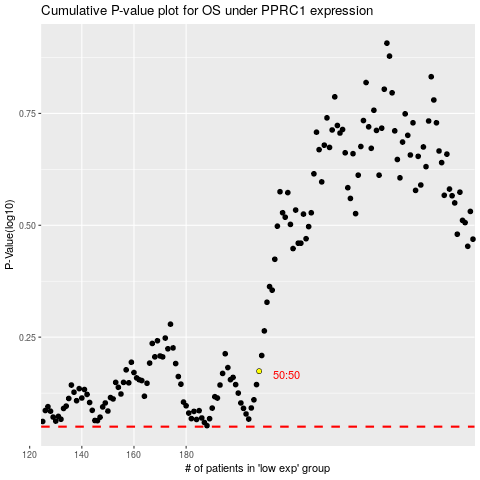 Cumulative P-value plot for OS under PPRC1 expression
P-Value(log10)
0.75
0.50
0.25
50:50
120
140
160
180
# of patients in 'low exp' group